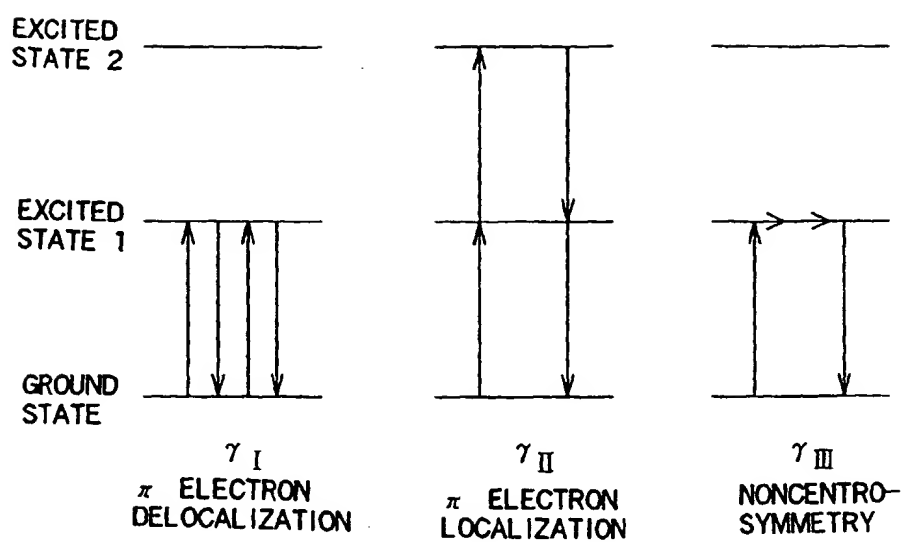 EXCITED
STATE 2
EXCITED
STATE 1
GROUND
STATE
γ I
π ELECTRON
DELOCALIZATION
γ II
π ELECTRON
LOCALIZATION
γ III
NONCENTRO-
SYMMETRY